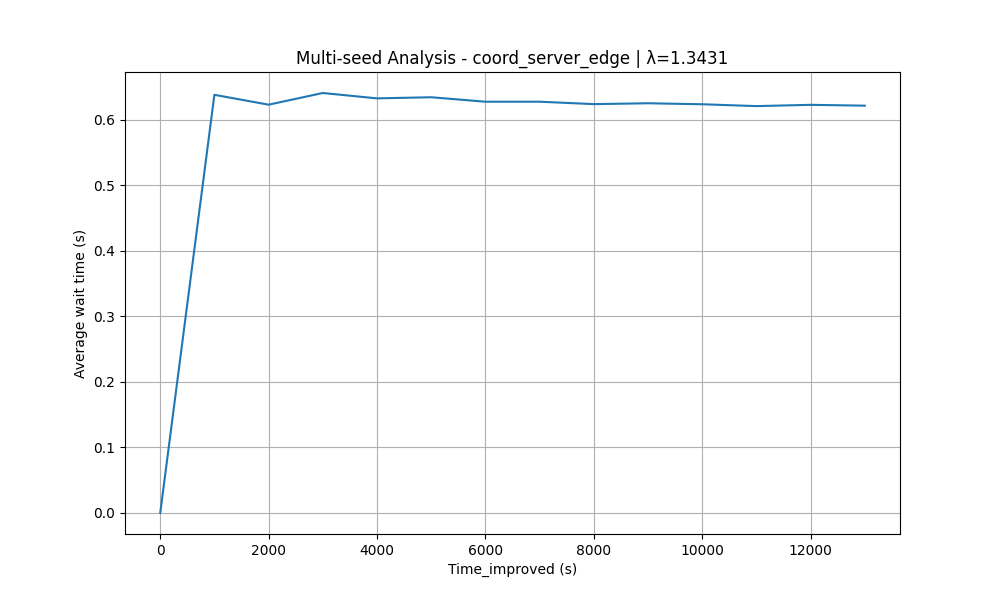 Multi-seed Analysis - coord_server_edge | λ=1.3431
Average wait time (s)
0.6
0.5
0.4
0.3
0.2
0.1
0.0
0 2000 4000 6000 8000 10000 12000
Time_improved (s)